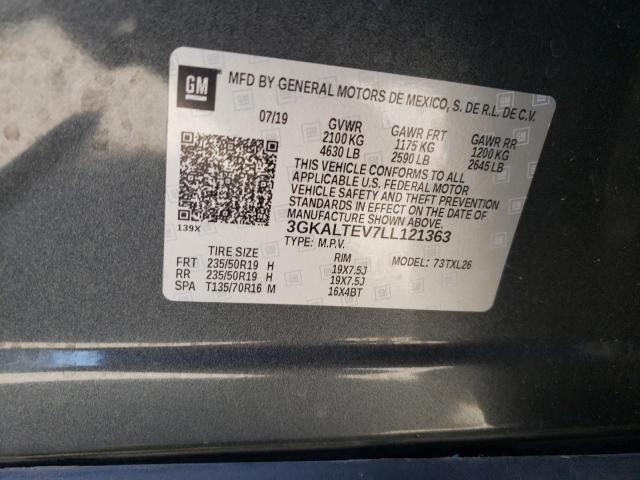 GM
MFD BY GENERAL MOTORS DE MEXICO, S. DE R.L. DE C.V.
07/19 GVWR GAWR FRT GAWR RR
2100 KG 1175 KG 1200 KG
4630 LB 2590 LB 2645 LB
THIS VEHICLE CONFORMS TO ALL
APPLICABLE U.S. FEDERAL MOTOR
VEHICLE SAFETY AND THEFT PREVENTION
STANDARDS IN EFFECT ON THE DATE OF
MANUFACTURE SHOWN ABOVE.
139X 3GKALTEV7LL121363
TYPE: M.P.V. MODEL: 73TXL26
TIRE SIZE RIM
FRT 235/50R19 H 19X7.5J
RR 235/50R19 H 19X7.5J
SPA T135/70R16 M 16X4BT